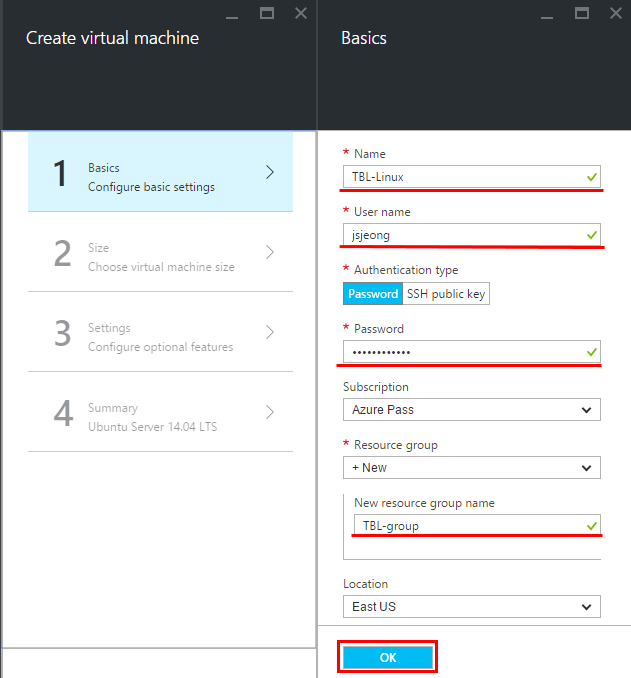 Create virtual machine
1
Basics
Configure basic settings
2
Size
Choose virtual machine size
3
Settings
Configure optional features
4
Summary
Ubuntu Server 14.04 LTS
Basics
* Name
TBL-Linux
* User name
jsjeong
* Authentication type
Password SSH public key
* Password
••••••••••••
Subscription
Azure Pass
* Resource group
+ New
New resource group name
TBL-group
Location
East US
OK